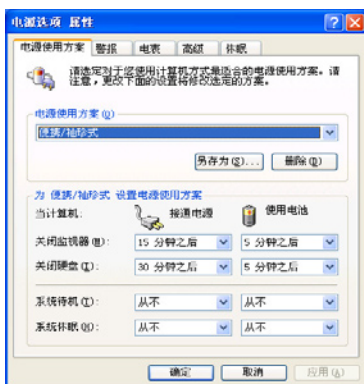 电源选项 属性
电源使用方案 警报 电表 高级 休眠
请选定对于您使用计算机方式最适合的电源使用方案。请
注意，更改下面的设置将修改选定的方案。
电源使用方案(O)
便携/袖珍式
另存为(S)... 删除(D)
为 便携/袖珍式 设置电源使用方案
当计算机: 接通电源 使用电池
关闭监视器(M): 15 分钟之后 5 分钟之后
关闭硬盘(I): 30 分钟之后 5 分钟之后
系统待机(T): 从不 从不
系统休眠(H): 从不 从不
确定 取消 应用(A)